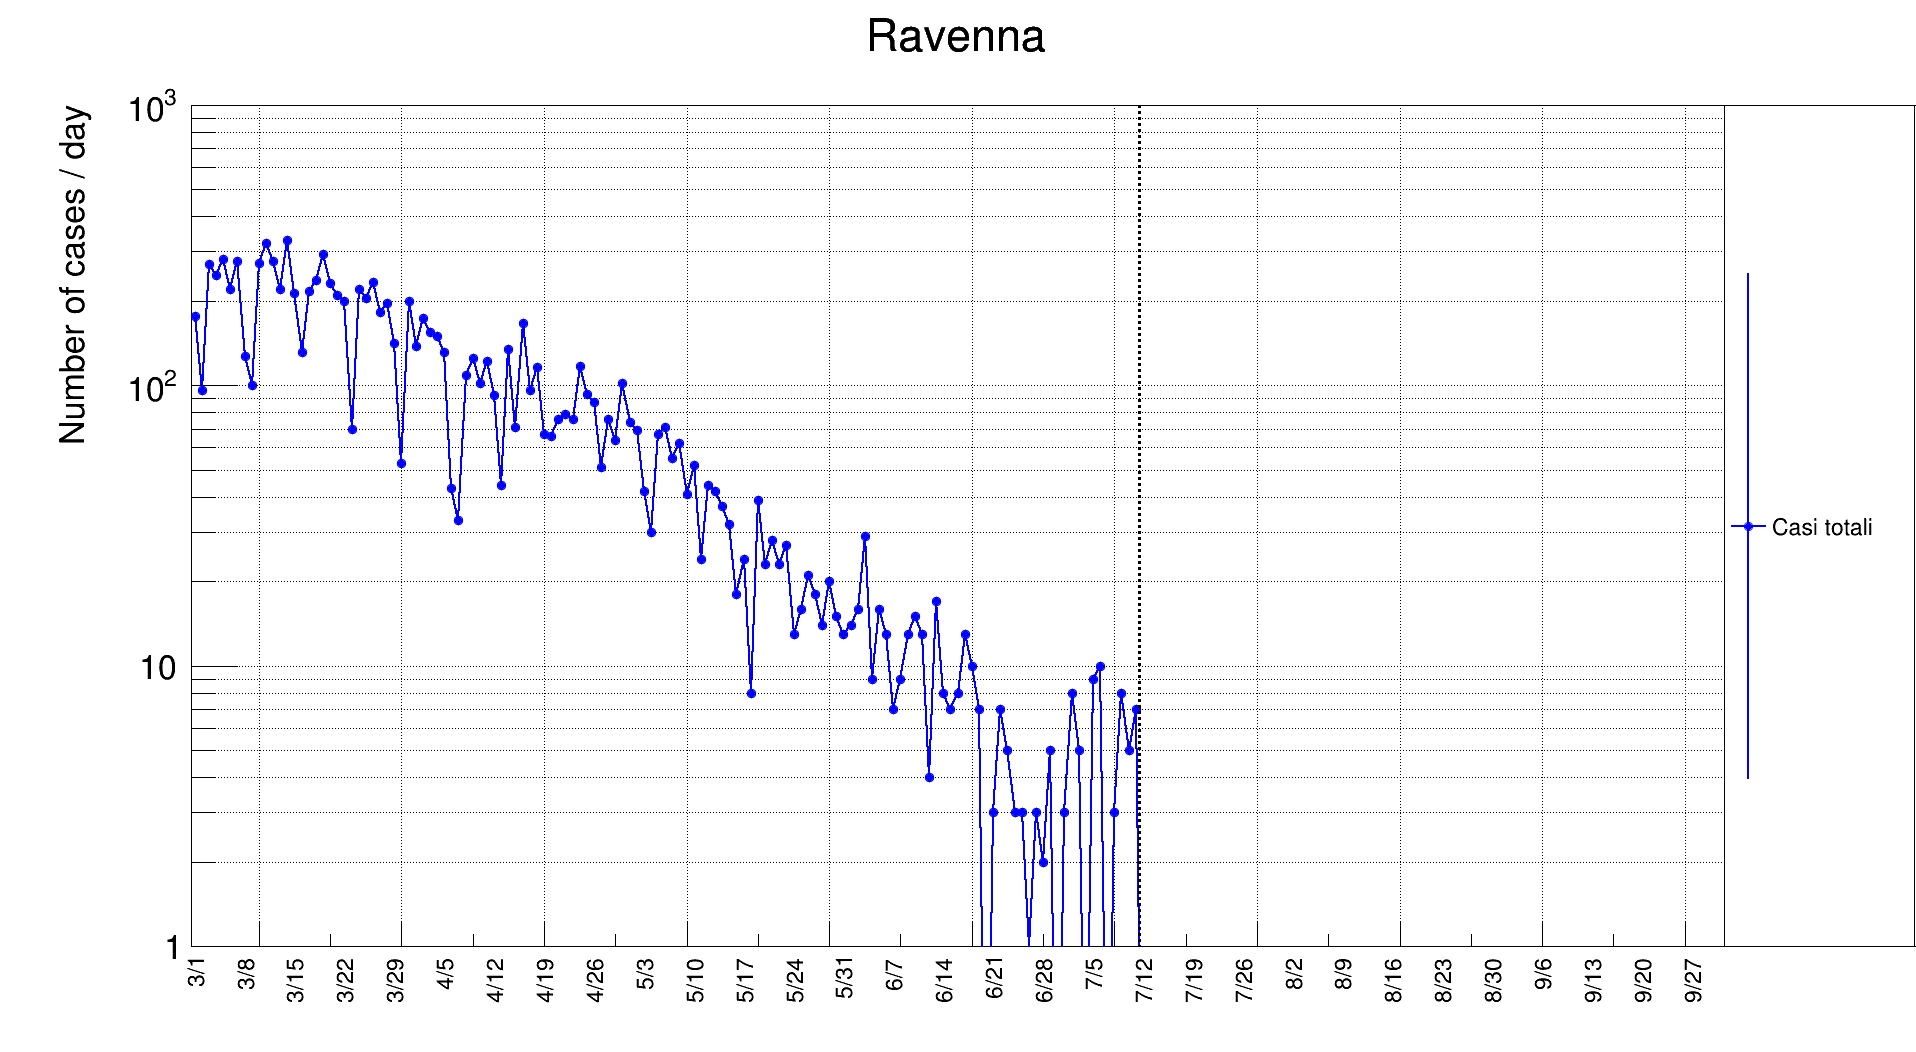 Ravenna
Number of cases / day
10³
10²
10
1
3/1 3/8 3/15 3/22 3/29 4/5 4/12 4/19 4/26 5/3 5/10 5/17 5/24 5/31 6/7 6/14 6/21 6/28 7/5 7/12 7/19 7/26 8/2 8/9 8/16 8/23 8/30 9/6 9/13 9/20 9/27
Casi totali